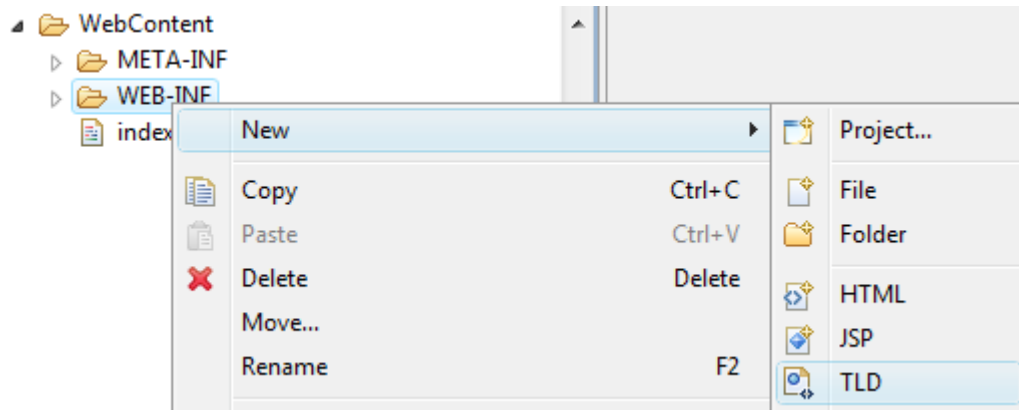 WebContent
META-INF
WEB-INF
index
New
Project...
Copy Ctrl+C
File
Paste Ctrl+V
Folder
Delete Delete
HTML
Move...
JSP
Rename F2
TLD